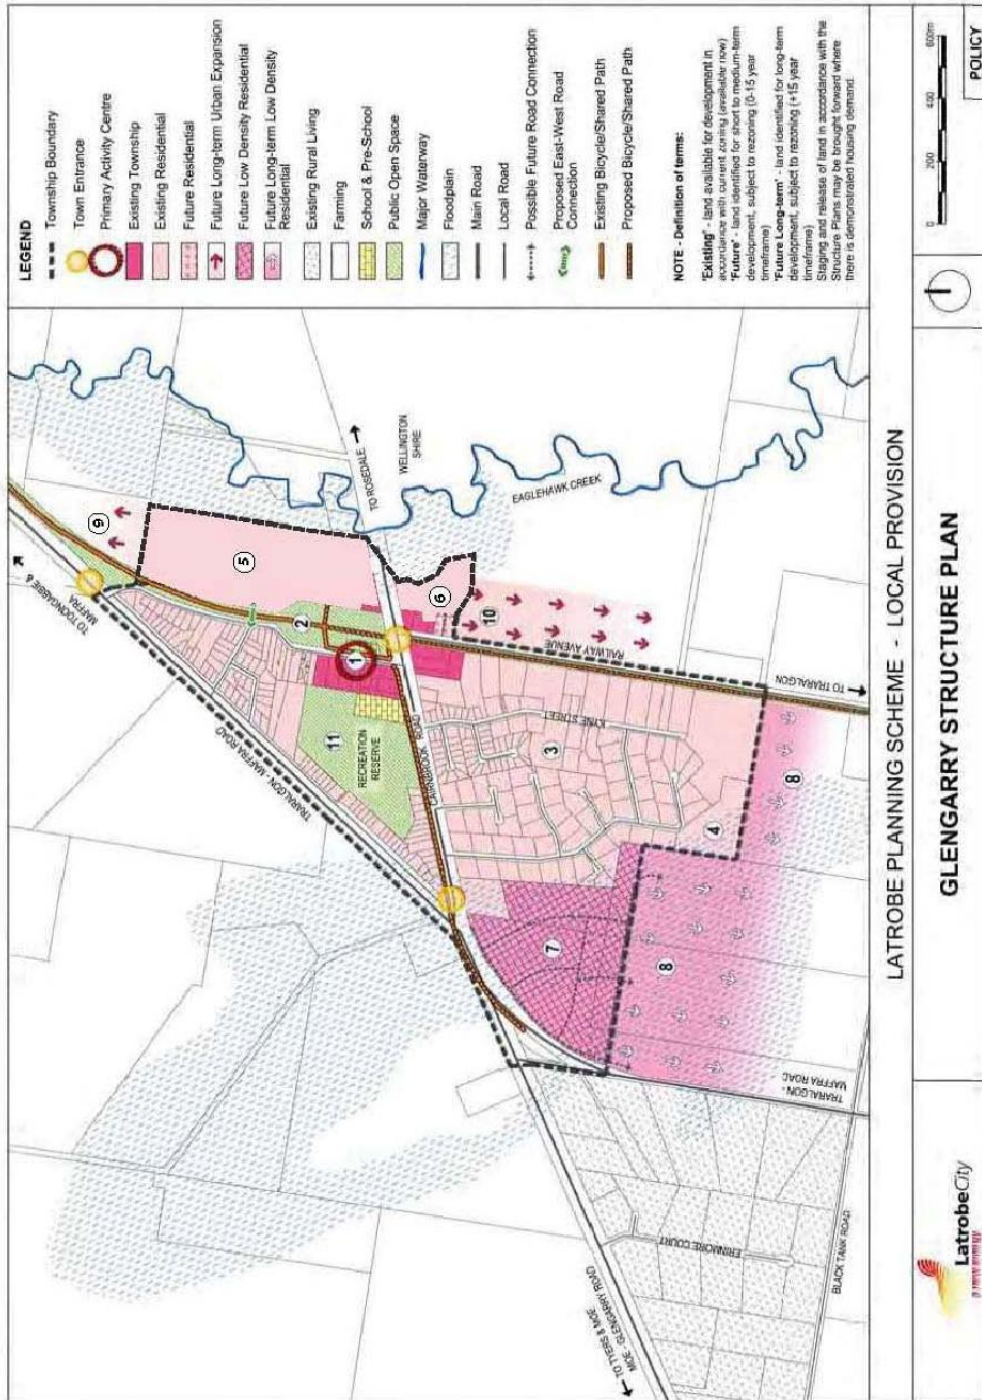 LEGEND
Township Boundary
Town Entrance
Primary Activity Centre
Existing Township
Existing Residential
Future Residential
Future Long-term Urban Expansion
Future Low Density Residential
Future Long-term Low Density
Residential
Existing Rural Living
Farming
School & Pre-School
Public Open Space
Major Waterway
Floodplain
Main Road
Local Road
Possible Future Road Connection
Proposed East-West Road
Connection
Existing Bicycle/Shared Path
Proposed Bicycle/Shared Path
NOTE - Definition of terms:
"Existing" - land available for development in
accordance with current zoning (available now)
"Future" - land identified for short to medium-term
development, subject to rezoning (0-15 year
timeframe)
"Future Long-term" - land identified for long-term
development, subject to rezoning (+15 year
timeframe)
Staging and release of land in accordance with the
Structure Plans may be brought forward where
there is demonstrated housing demand
TO TOONGABBIE &
MAFFRA
9
5
2
1
11
RECREATION
RESERVE
TRARALGON- MAFFRA ROAD
CAIRNBROOK ROAD
TO ROSEDALE
WELLINGTON
SHIRE
EAGLEHAWK CREEK
6
10
RAILWAY AVENUE
KYNE STREET
3
4
TO TRARALGON
7
8
8
TRARALGON -
MAFFRA ROAD
ERINMORE COURT
BLACK TANK ROAD
TO TYERS & MOE
MOE - GLENGARRY ROAD
LATROBE PLANNING SCHEME - LOCAL PROVISION
LatrobeCity
GLENGARRY STRUCTURE PLAN
0 200 400 600m
POLICY